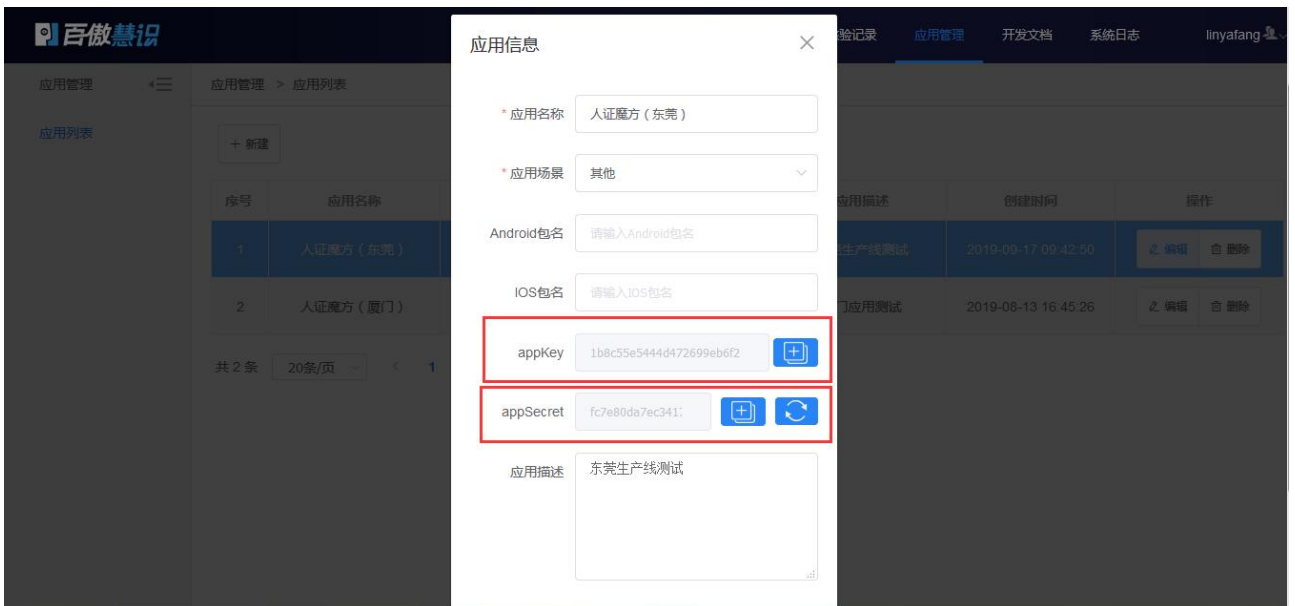 百傲慧识
验记录 应用管理 开发文档 系统日志 linyafang
应用管理
应用列表
应用管理 > 应用列表
+ 新建
序号 应用名称 应用描述 创建时间 操作
1 人证魔方(东莞) 生产线测试 2019-09-17 09:42:50 编辑 删除
2 人证魔方(厦门) 门应用测试 2019-08-13 16:45:26 编辑 删除
共 2 条 20条/页 < 1
应用信息
* 应用名称 人证魔方(东莞)
* 应用场景 其他
Android包名 请输入Android包名
IOS包名 请输入IOS包名
appKey 1b8c55e5444d472699eb6f2
appSecret fc7e80da7ec341
应用描述 东莞生产线测试